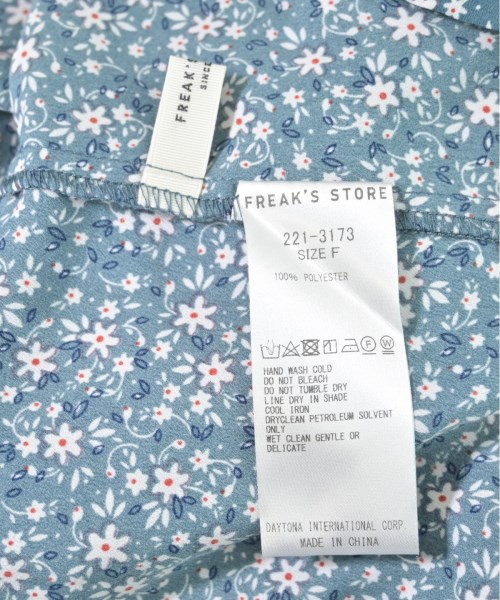 FREAK'S
SINCE
FREAK'S STORE
221-3173
SIZE F
100% POLYESTER
HAND WASH COLD
DO NOT BLEACH
DO NOT TUMBLE DRY
LINE DRY IN SHADE
COOL IRON
DRYCLEAN PETROLEUM SOLVENT
ONLY
WET CLEAN GENTLE OR
DELICATE
DAYTONA INTERNATIONAL CORP.
MADE IN CHINA